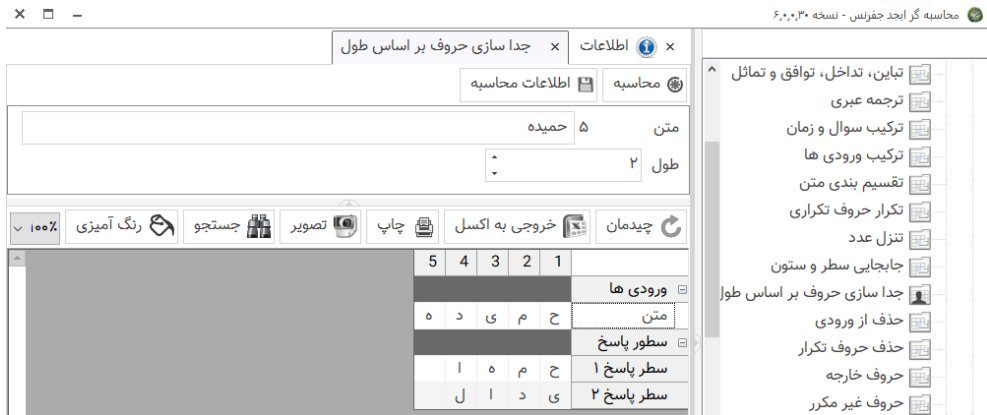 محاسبه گر ابجد جفرنس - نسخه ۶,۰,۰,۳۰
اطلاعات
جدا سازی حروف بر اساس طول
محاسبه
اطلاعات محاسبه
متن ۵ حمیده
طول ۲
چیدمان
خروجی به اکسل
چاپ
تصویر
جستجو
رنگ آمیزی
۱۰۰٪
1 2 3 4 5
ورودی ها
متن ح م ی د ه
سطور پاسخ
سطر پاسخ ۱ ح م ه ا
سطر پاسخ ۲ ی د ا ل
تباین، تداخل، توافق و تماثل
ترجمه عبری
ترکیب سوال و زمان
ترکیب ورودی ها
تقسیم بندی متن
تکرار حروف تکراری
تنزل عدد
جابجایی سطر و ستون
جدا سازی حروف بر اساس طول
حذف از ورودی
حذف حروف تکرار
حروف خارجه
حروف غیر مکرر